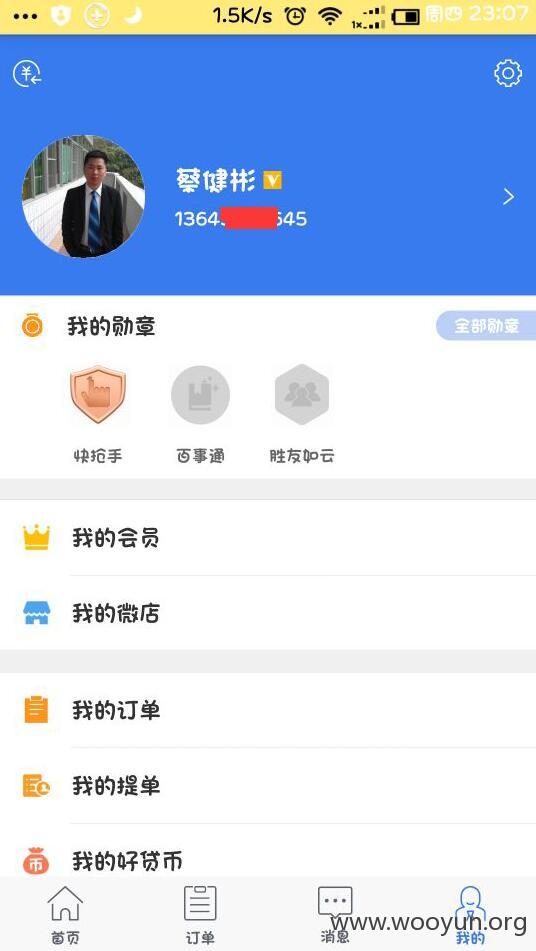 1.5K/s 1x 周四 23:07
蔡健彬 V
1364 645
我的勋章 全部勋章
快抢手 百事通 胜友如云
我的会员
我的微店
我的订单
我的提单
我的好贷币
首页 订单 消息 我的
www.wooyun.org